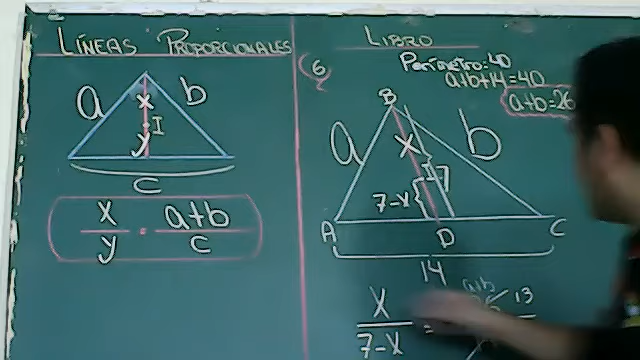 LÍNEAS PROPORCIONALES
a
x
b
I
y
c
x/y = a+b/c
LIBRO
6
Perímetro: 40
a+b+14=40
a+b=26
B
a
x
b
I
7
7-x
A
D
C
14
x/7-x =
a+b
13